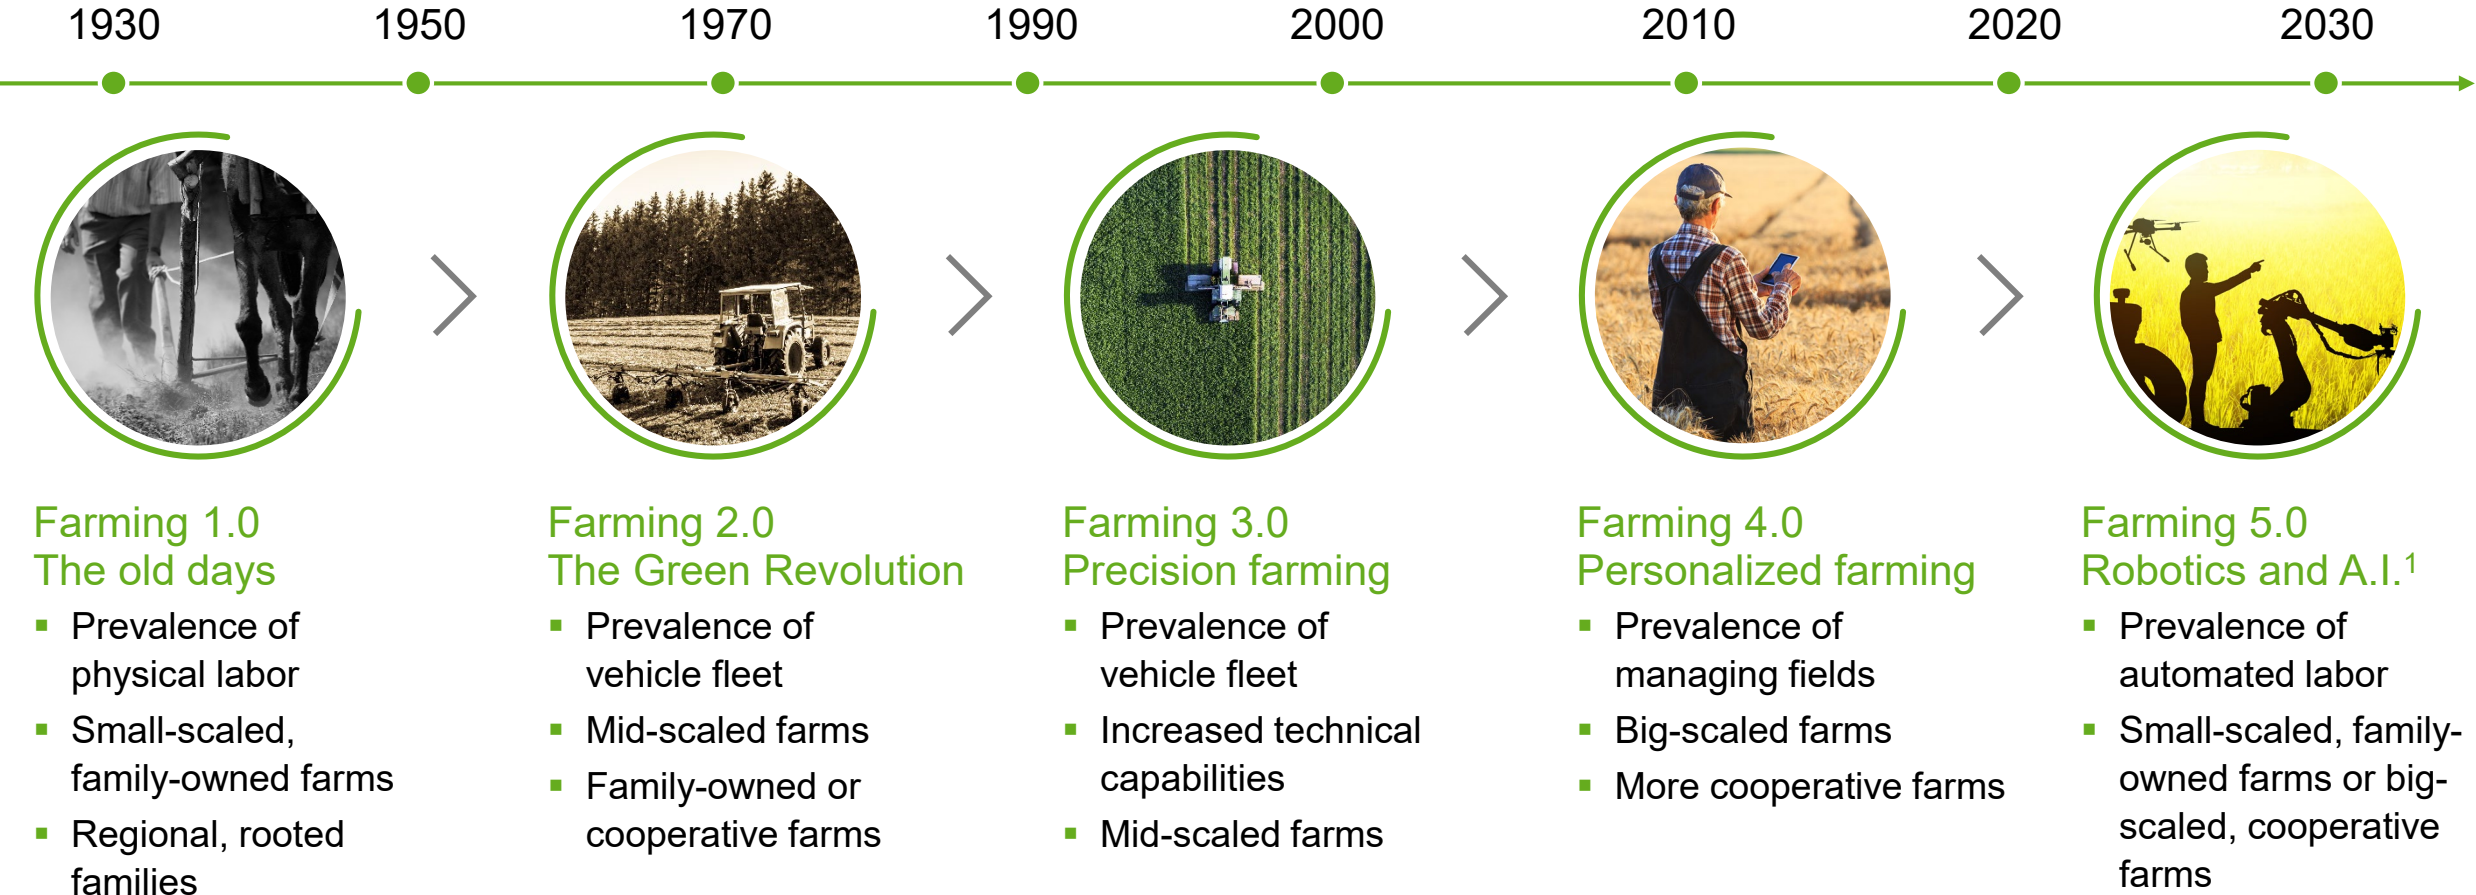 1930 1950 1970 1990 2000 2010 2020 2030
Farming 1.0
The old days
▪ Prevalence of
physical labor
▪ Small-scaled,
family-owned farms
▪ Regional, rooted
families
Farming 2.0
The Green Revolution
▪ Prevalence of
vehicle fleet
▪ Mid-scaled farms
▪ Family-owned or
cooperative farms
Farming 3.0
Precision farming
▪ Prevalence of
vehicle fleet
▪ Increased technical
capabilities
▪ Mid-scaled farms
Farming 4.0
Personalized farming
▪ Prevalence of
managing fields
▪ Big-scaled farms
▪ More cooperative farms
Farming 5.0
Robotics and A.I.¹
▪ Prevalence of
automated labor
▪ Small-scaled, family-
owned farms or big-
scaled, cooperative
farms